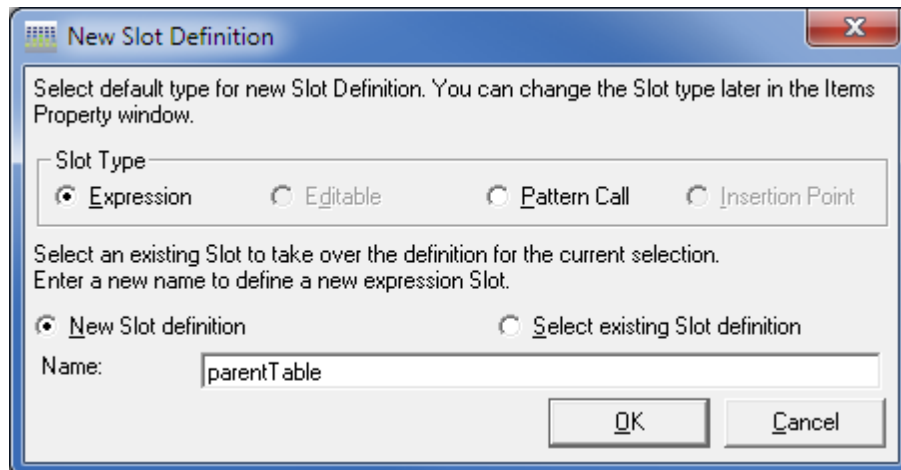 New Slot Definition
Select default type for new Slot Definition. You can change the Slot type later in the Items
Property window.
Slot Type
Expression Editable Pattern Call Insertion Point
Select an existing Slot to take over the definition for the current selection.
Enter a new name to define a new expression Slot.
New Slot definition Select existing Slot definition
Name: parentTable
OK Cancel